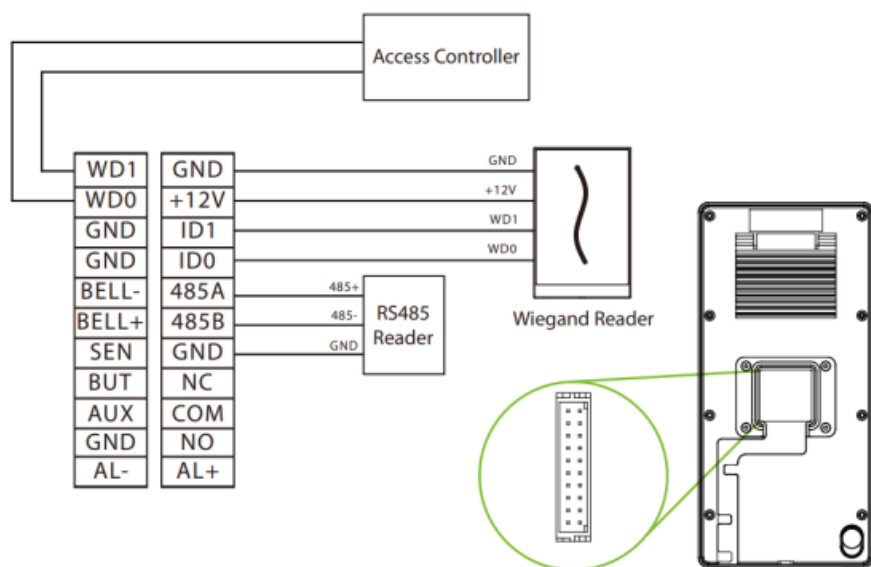 Access Controller
WD1 GND GND
WD0 +12V +12V
GND ID1 WD1
GND ID0 WD0
BELL- 485A 485+
BELL+ 485B 485-
SEN GND GND
BUT NC
AUX COM
GND NO
AL- AL+
RS485
Reader
Wiegand Reader